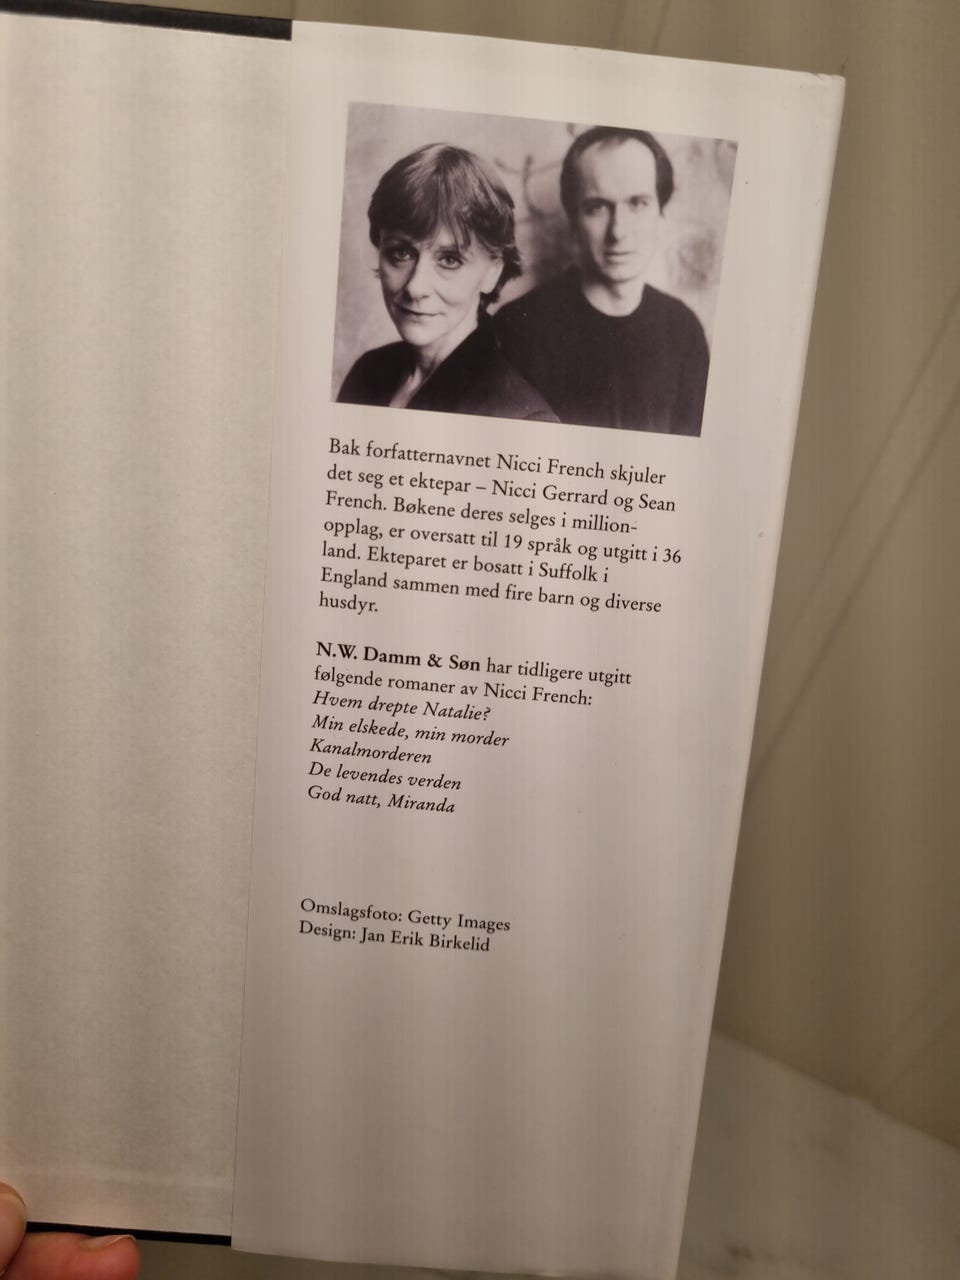 Bak forfatternavnet Nicci French skjuler
det seg et ektepar – Nicci Gerrard og Sean
French. Bøkene deres selges i million-
opplag, er oversatt til 19 språk og utgitt i 36
land. Ekteparet er bosatt i Suffolk i
England sammen med fire barn og diverse
husdyr.
N.W. Damm & Søn har tidligere utgitt
følgende romaner av Nicci French:
Hvem drepte Natalie?
Min elskede, min morder
Kanalmorderen
De levendes verden
God natt, Miranda
Omslagsfoto: Getty Images
Design: Jan Erik Birkelid